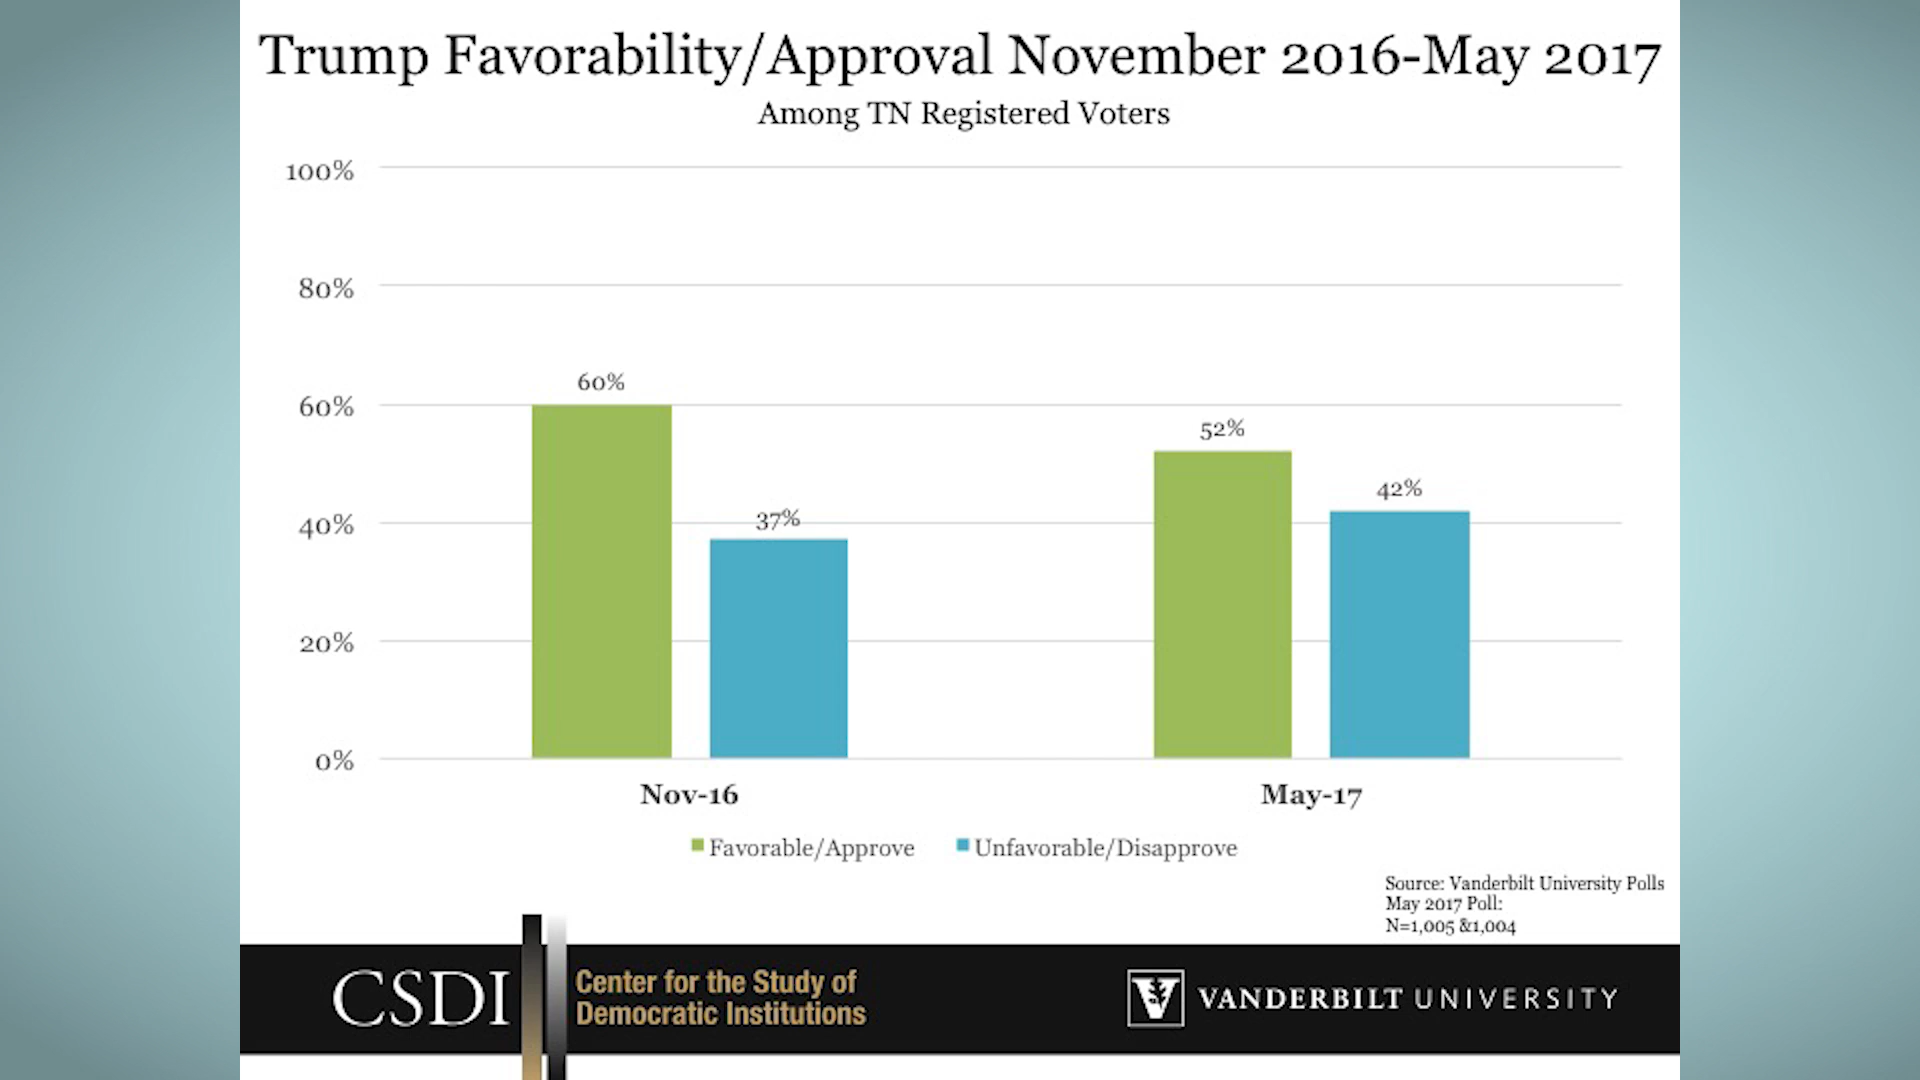 Trump Favorability/Approval November 2016-May 2017
Among TN Registered Voters
100%
80%
60%
40%
20%
0%
60%
37%
52%
42%
Nov-16
May-17
Favorable/Approve
Unfavorable/Disapprove
Source: Vanderbilt University Polls
May 2017 Poll:
N=1,005 &1,004
CSDI
Center for the Study of
Democratic Institutions
V
VANDERBILT UNIVERSITY